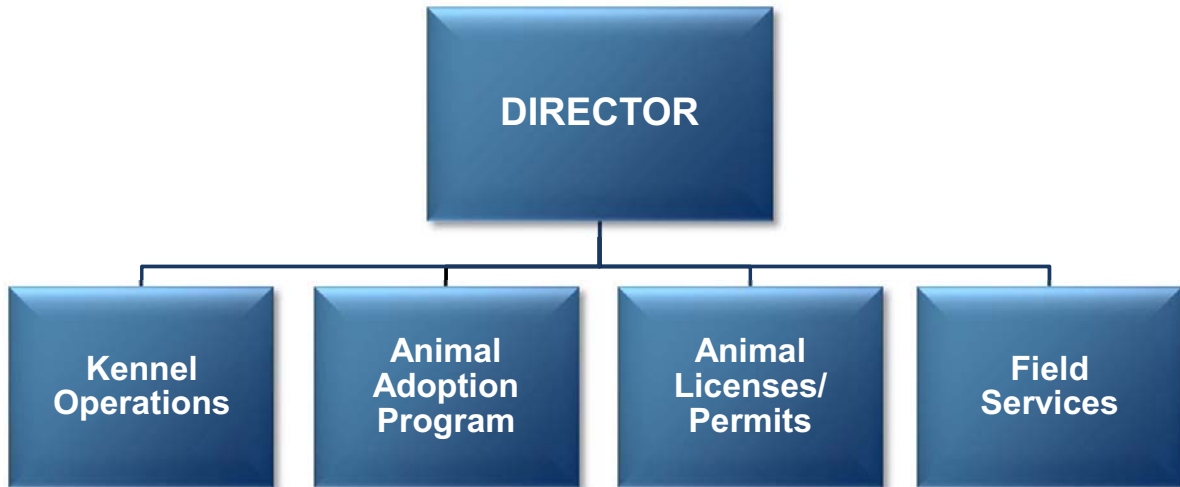 DIRECTOR
Kennel
Operations
Animal
Adoption
Program
Animal
Licenses/
Permits
Field
Services